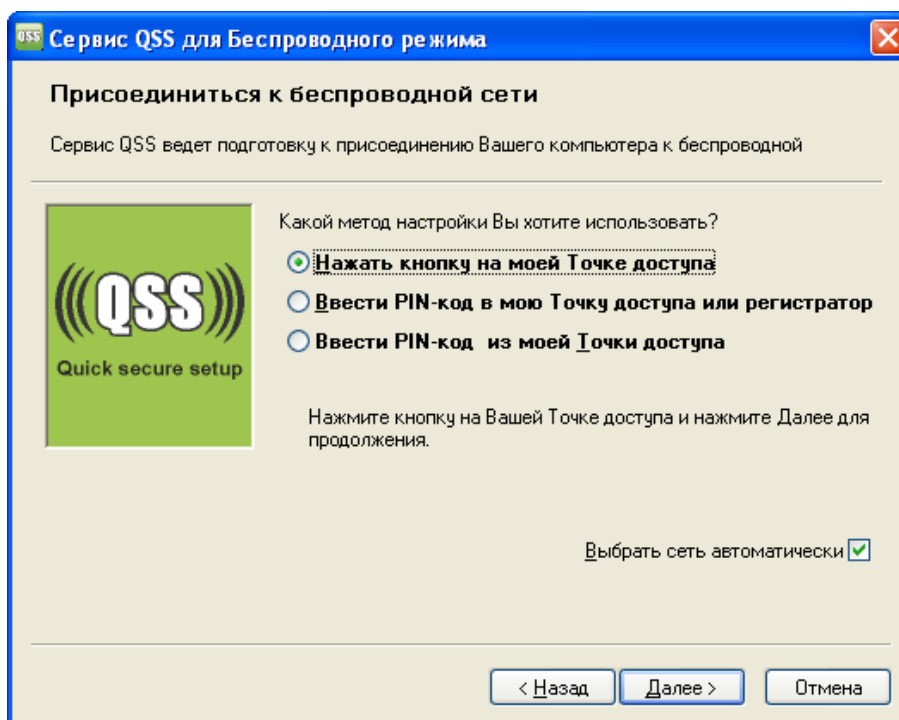 QSS Сервис QSS для Беспроводного режима
Присоединиться к беспроводной сети
Сервис QSS ведет подготовку к присоединению Вашего компьютера к беспроводной
QSS
Quick secure setup
Какой метод настройки Вы хотите использовать?
Нажать кнопку на моей Точке доступа
Ввести PIN-код в мою Точку доступа или регистратор
Ввести PIN-код из моей Точки доступа
Нажмите кнопку на Вашей Точке доступа и нажмите Далее для
продолжения.
Выбрать сеть автоматически
< Назад Далее > Отмена